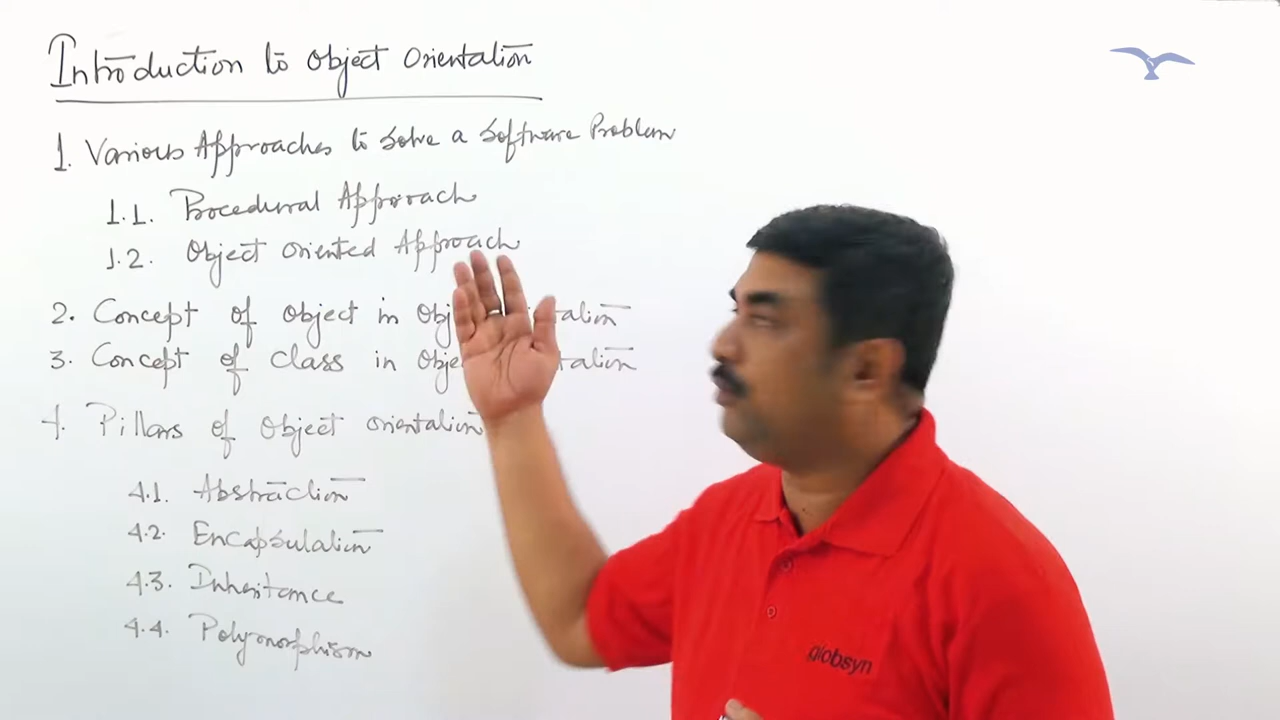 Introduction to Object Orientation
1. Various Approaches to Solve a Software Problem
1.1. Procedural Approach
1.2. Object Oriented Approach
2. Concept of Object in
3. Concept of Class in
4. Pillars of Object orientation
4.1. Abstraction
4.2. Encapsulation
4.3. Inheritance
4.4. Polymorphism
globsyn